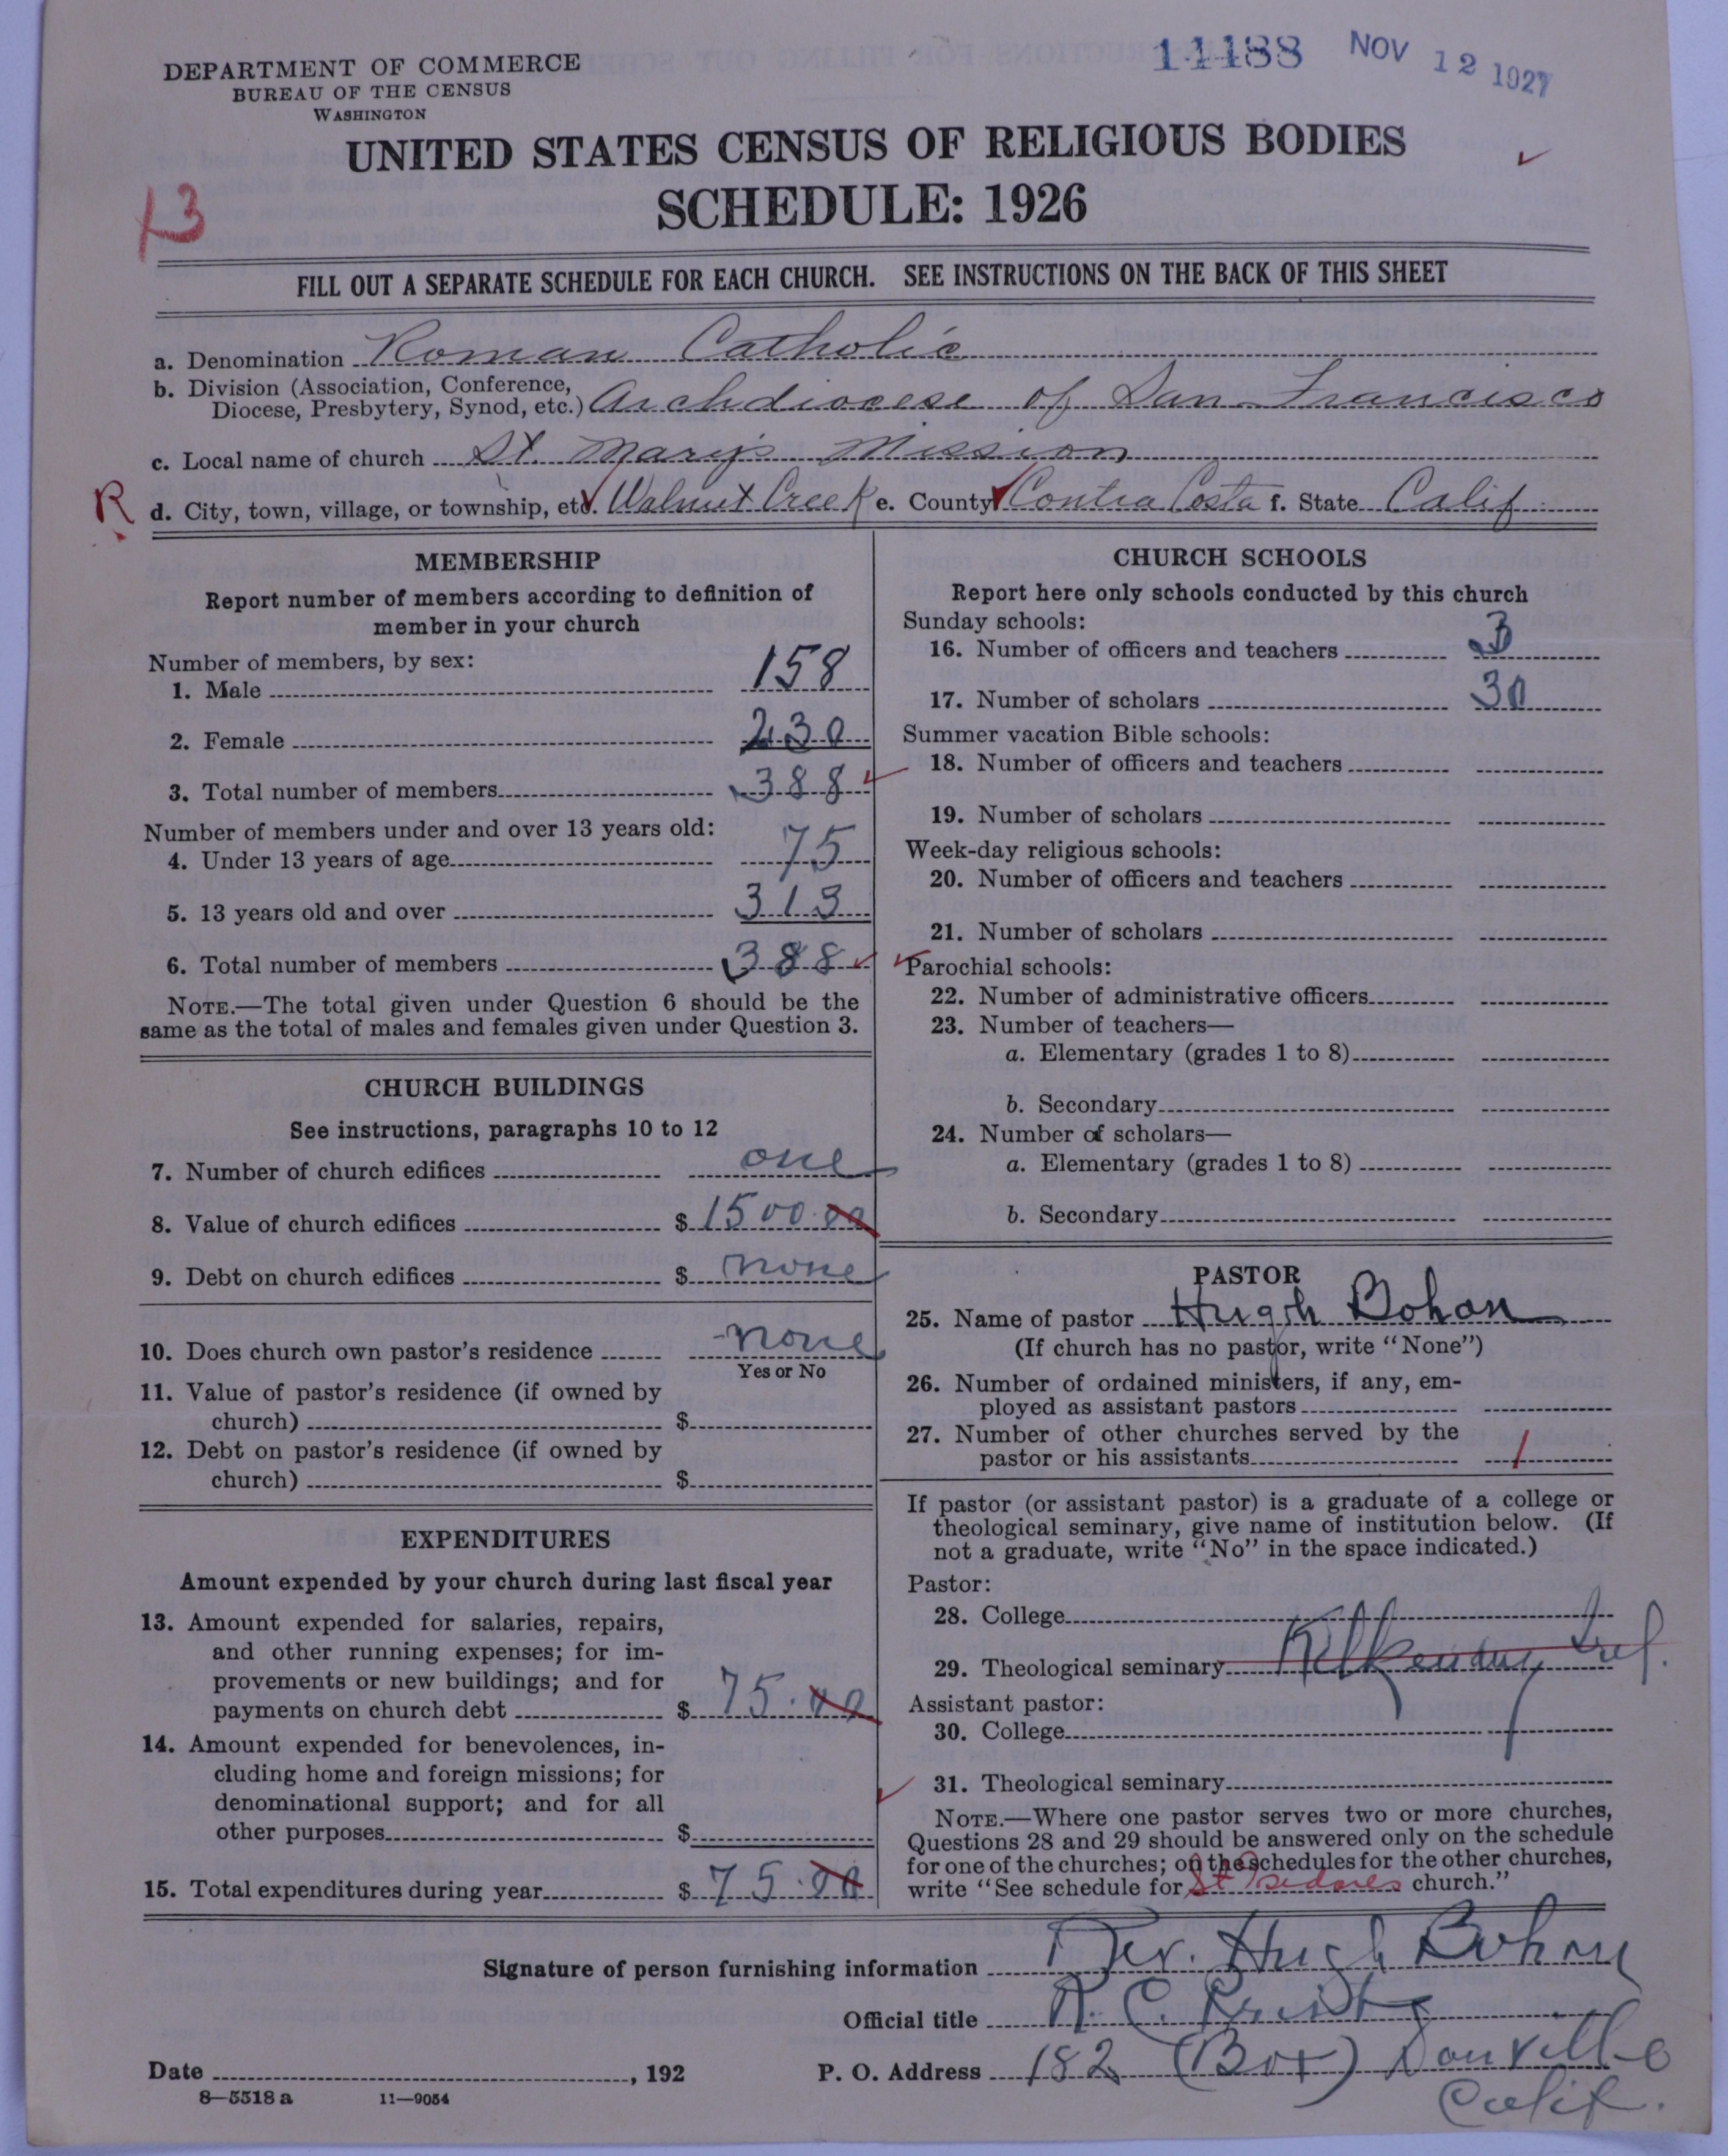 11188 NOV 12 1927
DEPARTMENT OF COMMERCE
BUREAU OF THE CENSUS
WASHINGTON
UNITED STATES CENSUS OF RELIGIOUS BODIES
SCHEDULE: 1926
13
FILL OUT A SEPARATE SCHEDULE FOR EACH CHURCH. SEE INSTRUCTIONS ON THE BACK OF THIS SHEET
a. Denomination Roman Catholic
b. Division (Association, Conference,
Diocese, Presbytery, Synod, etc.) Archdiocese of San Francisco
c. Local name of church St. Mary's Mission
R d. City, town, village, or township, etc. Walnut Creek e. County Contra Costa f. State Calif
MEMBERSHIP
Report number of members according to definition of
member in your church
Number of members, by sex:
1. Male 158
2. Female 230
3. Total number of members 388
Number of members under and over 13 years old:
4. Under 13 years of age 75
5. 13 years old and over 313
6. Total number of members 388
NOTE.—The total given under Question 6 should be the
same as the total of males and females given under Question 3.
CHURCH BUILDINGS
See instructions, paragraphs 10 to 12
7. Number of church edifices one
8. Value of church edifices $ 1500.00
9. Debt on church edifices $ none
10. Does church own pastor's residence none
Yes or No
11. Value of pastor's residence (if owned by
church) $
12. Debt on pastor's residence (if owned by
church) $
EXPENDITURES
Amount expended by your church during last fiscal year
13. Amount expended for salaries, repairs,
and other running expenses; for im-
provements or new buildings; and for
payments on church debt $ 75.00
14. Amount expended for benevolences, in-
cluding home and foreign missions; for
denominational support; and for all
other purposes $
15. Total expenditures during year $ 75.00
CHURCH SCHOOLS
Report here only schools conducted by this church
Sunday schools:
16. Number of officers and teachers 3
17. Number of scholars 30
Summer vacation Bible schools:
18. Number of officers and teachers
19. Number of scholars
Week-day religious schools:
20. Number of officers and teachers
21. Number of scholars
Parochial schools:
22. Number of administrative officers
23. Number of teachers—
a. Elementary (grades 1 to 8)
b. Secondary
24. Number of scholars—
a. Elementary (grades 1 to 8)
b. Secondary
PASTOR
25. Name of pastor Hugh Bohan
(If church has no pastor, write "None")
26. Number of ordained ministers, if any, em-
ployed as assistant pastors
27. Number of other churches served by the
pastor or his assistants 1
If pastor (or assistant pastor) is a graduate of a college or
theological seminary, give name of institution below. (If
not a graduate, write "No" in the space indicated.)
Pastor:
28. College
29. Theological seminary Kilkenny Irel.
Assistant pastor:
30. College
31. Theological seminary
NOTE.—Where one pastor serves two or more churches,
Questions 28 and 29 should be answered only on the schedule
for one of the churches; on the schedules for the other churches,
write "See schedule for St Isedores church."
Signature of person furnishing information Rev. Hugh Bohan
Official title R. C. Priest
Date , 192 P. O. Address 182 (Box) Danville
Calif.
8—5518 a 11—9054